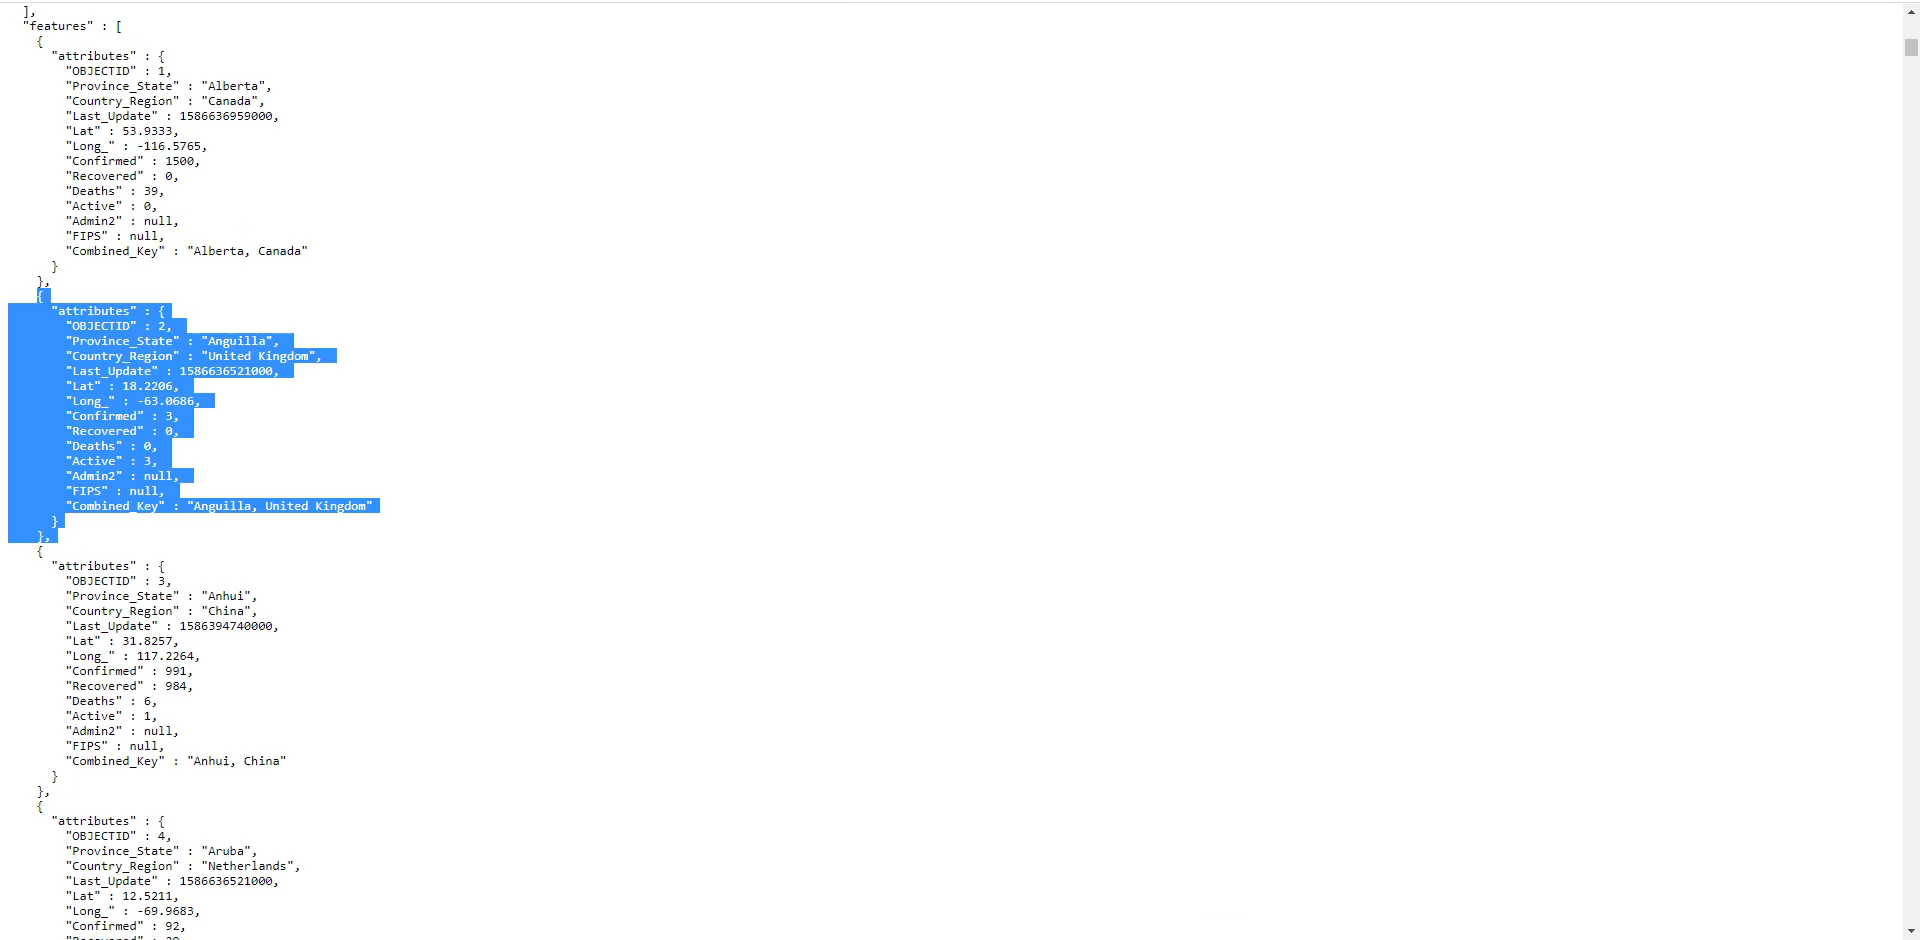 ],
"features" : [
{
"attributes" : {
"OBJECTID" : 1,
"Province_State" : "Alberta",
"Country_Region" : "Canada",
"Last_Update" : 1586636959000,
"Lat" : 53.9333,
"Long_" : -116.5765,
"Confirmed" : 1500,
"Recovered" : 0,
"Deaths" : 39,
"Active" : 0,
"Admin2" : null,
"FIPS" : null,
"Combined_Key" : "Alberta, Canada"
}
},
{
"attributes" : {
"OBJECTID" : 2,
"Province_State" : "Anguilla",
"Country_Region" : "United Kingdom",
"Last_Update" : 1586636521000,
"Lat" : 18.2206,
"Long_" : -63.0686,
"Confirmed" : 3,
"Recovered" : 0,
"Deaths" : 0,
"Active" : 3,
"Admin2" : null,
"FIPS" : null,
"Combined_Key" : "Anguilla, United Kingdom"
}
},
{
"attributes" : {
"OBJECTID" : 3,
"Province_State" : "Anhui",
"Country_Region" : "China",
"Last_Update" : 1586394740000,
"Lat" : 31.8257,
"Long_" : 117.2264,
"Confirmed" : 991,
"Recovered" : 984,
"Deaths" : 6,
"Active" : 1,
"Admin2" : null,
"FIPS" : null,
"Combined_Key" : "Anhui, China"
}
},
{
"attributes" : {
"OBJECTID" : 4,
"Province_State" : "Aruba",
"Country_Region" : "Netherlands",
"Last_Update" : 1586636521000,
"Lat" : 12.5211,
"Long_" : -69.9683,
"Confirmed" : 92,